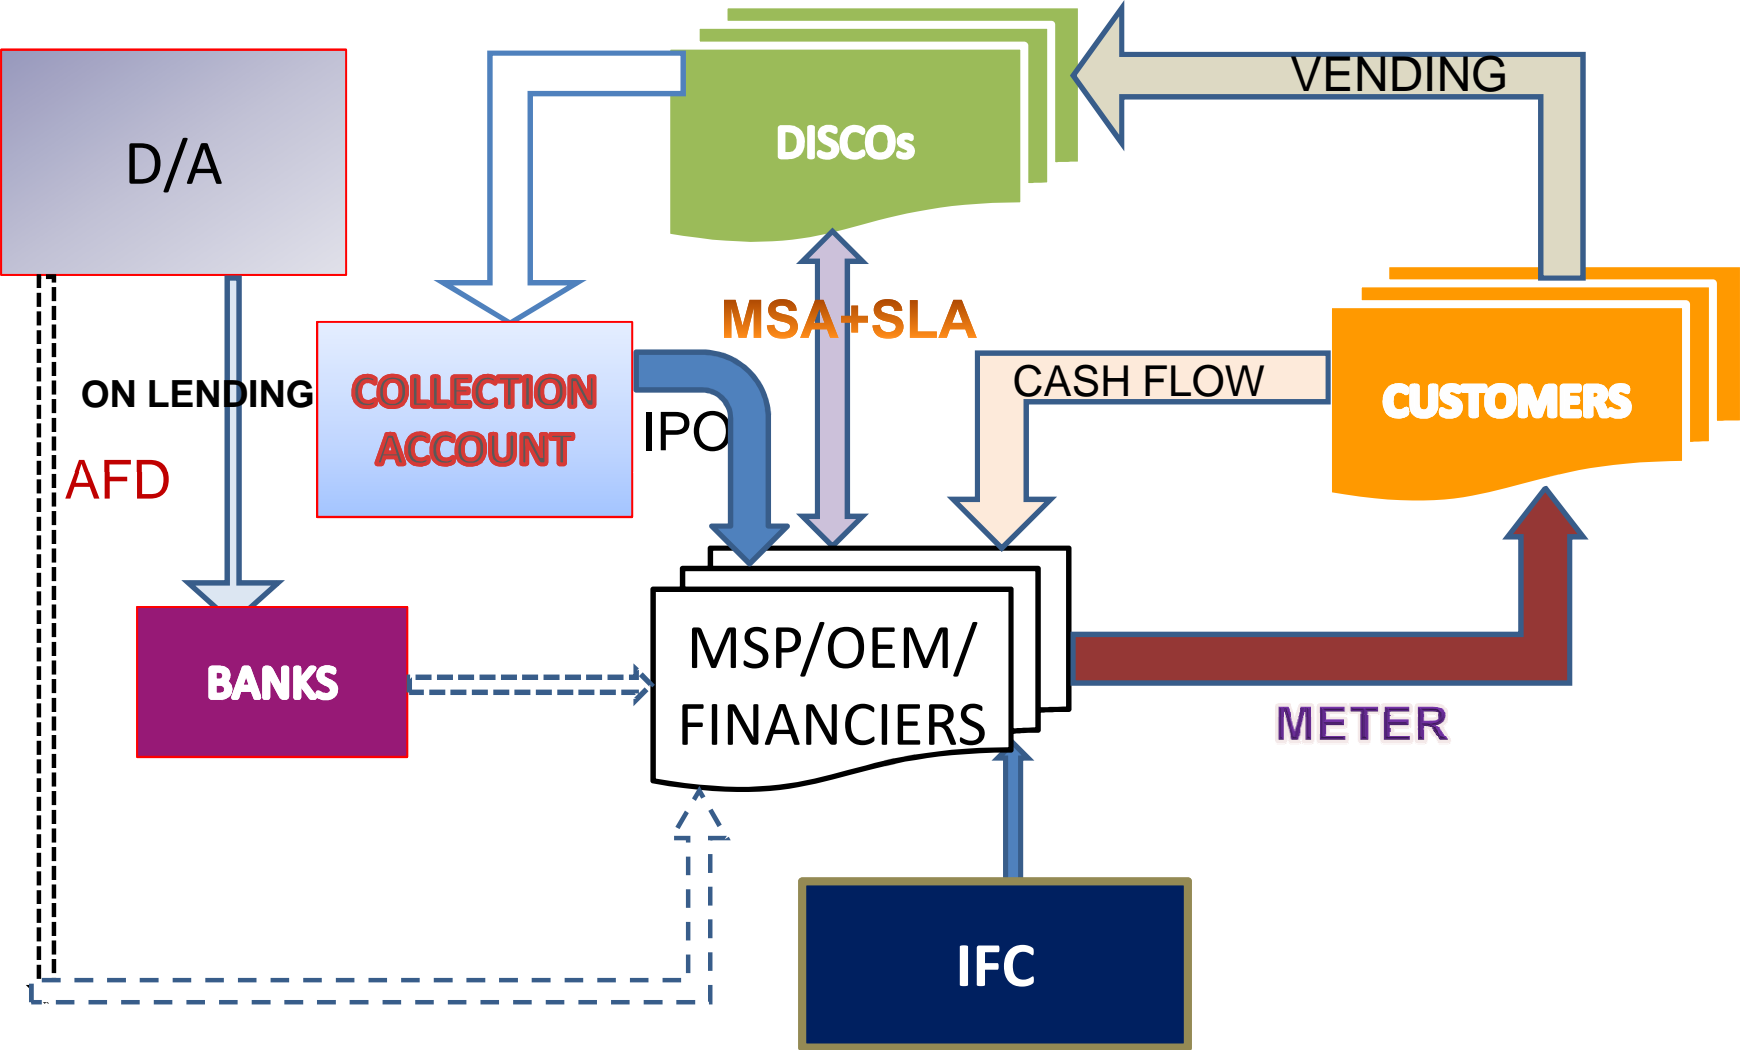 VENDING
DISCOs
D/A
MSA+SLA
ON LENDING
COLLECTION
ACCOUNT
IPO
CASH FLOW
CUSTOMERS
AFD
MSP/OEM/
FINANCIERS
BANKS
METER
IFC